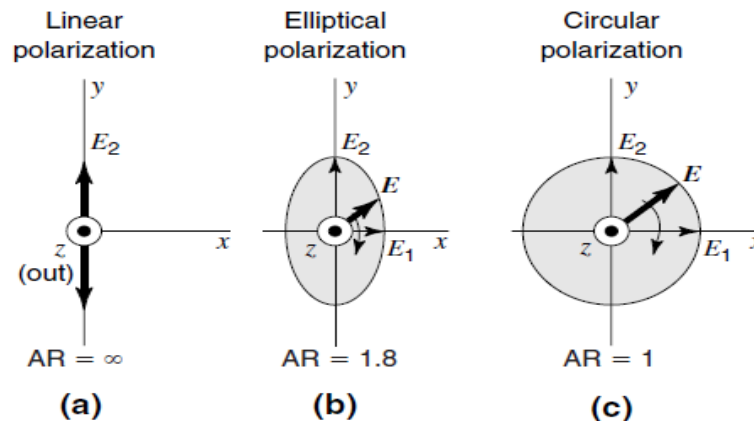 Linear
polarization
y
E2
z
(out)
x
AR = ∞
(a)
Elliptical
polarization
y
E2
E
z
E1
x
AR = 1.8
(b)
Circular
polarization
y
E2
E
z
E1
x
AR = 1
(c)